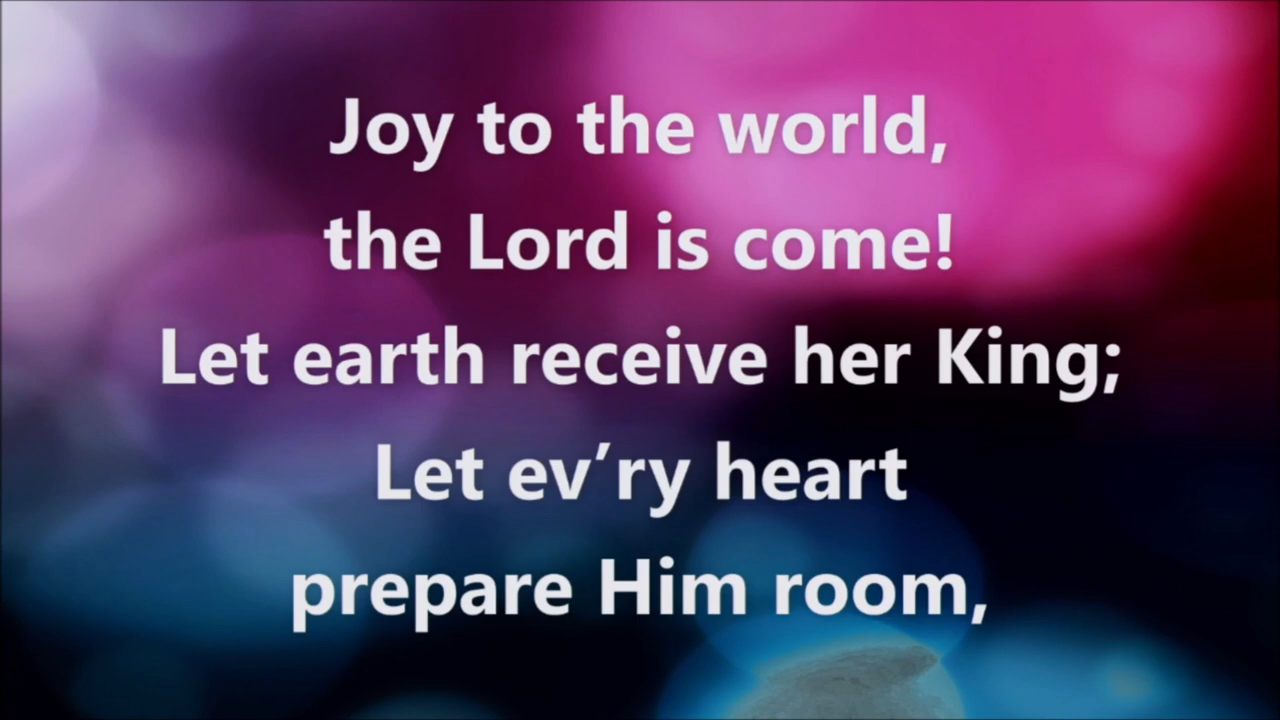 Joy to the world,
the Lord is come!
Let earth receive her King;
Let ev’ry heart
prepare Him room,